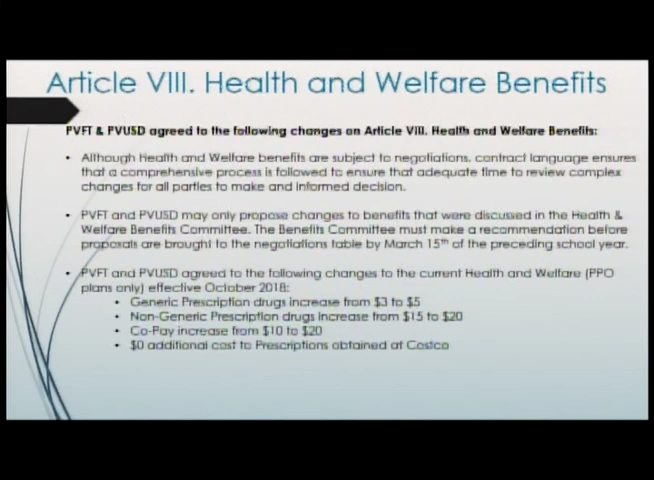 Article VIII. Health and Welfare Benefits
PVFT & PVUSD agreed to the following changes on Article VIII. Health and Welfare Benefits:
• Although Health and Welfare benefits are subject to negotiations, contract language ensures
that a comprehensive process is followed to ensure that adequate time to review complex
changes for all parties to make and informed decision.
• PVFT and PVUSD may only propose changes to benefits that were discussed in the Health &
Welfare Benefits Committee. The Benefits Committee must make a recommendation before
proposals are brought to the negotiations table by March 15th of the preceding school year.
• PVFT and PVUSD agreed to the following changes to the current Health and Welfare (PPO
plans only) effective October 2018:
• Generic Prescription drugs increase from $3 to $5
• Non-Generic Prescription drugs increase from $15 to $20
• Co-Pay increase from $10 to $20
• $0 additional cost to Prescriptions obtained at Costco